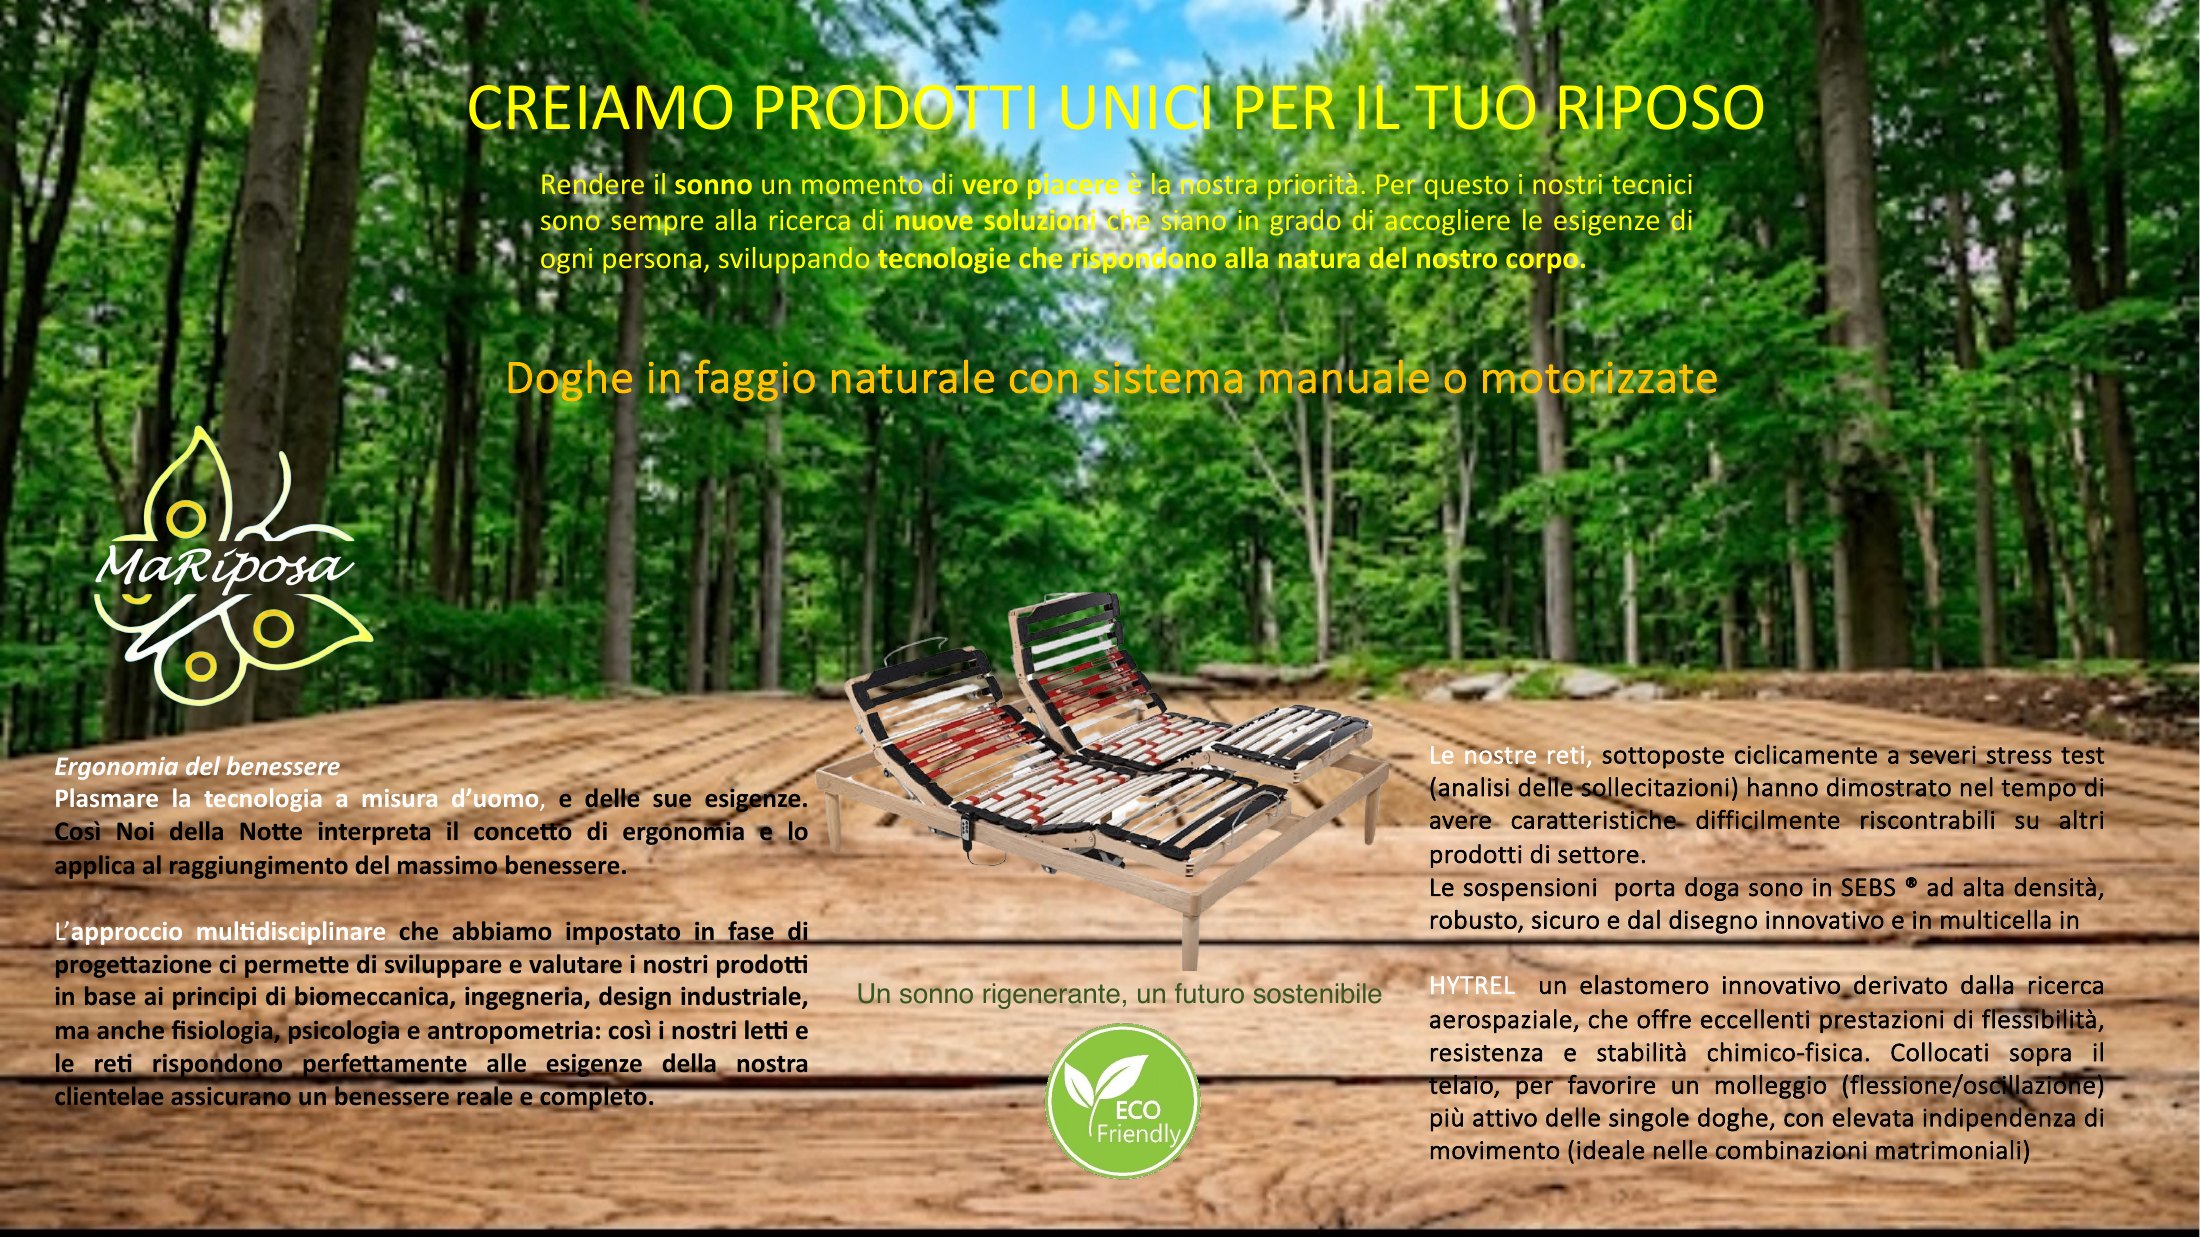 CREIAMO PRODOTTI UNICI PER IL TUO RIPOSO
Rendere il sonno un momento di vero piacere è la nostra priorità. Per questo i nostri tecnici
sono sempre alla ricerca di nuove soluzioni che siano in grado di accogliere le esigenze di
ogni persona, sviluppando tecnologie che rispondono alla natura del nostro corpo.
Doghe in faggio naturale con sistema manuale o motorizzate
MaRiposa
Ergonomia del benessere
Plasmare la tecnologia a misura d’uomo, e delle sue esigenze.
Così Noi della Notte interpreta il concetto di ergonomia e lo
applica al raggiungimento del massimo benessere.
L’approccio multidisciplinare che abbiamo impostato in fase di
progettazione ci permette di sviluppare e valutare i nostri prodotti
in base ai principi di biomeccanica, ingegneria, design industriale,
ma anche fisiologia, psicologia e antropometria: così i nostri letti e
le reti rispondono perfettamente alle esigenze della nostra
clientelae assicurano un benessere reale e completo.
Un sonno rigenerante, un futuro sostenibile
ECO
Friendly
Le nostre reti, sottoposte ciclicamente a severi stress test
(analisi delle sollecitazioni) hanno dimostrato nel tempo di
avere caratteristiche difficilmente riscontrabili su altri
prodotti di settore.
Le sospensioni porta doga sono in SEBS ® ad alta densità,
robusto, sicuro e dal disegno innovativo e in multicella in
HYTREL un elastomero innovativo derivato dalla ricerca
aerospaziale, che offre eccellenti prestazioni di flessibilità,
resistenza e stabilità chimico-fisica. Collocati sopra il
telaio, per favorire un molleggio (flessione/oscillazione)
più attivo delle singole doghe, con elevata indipendenza di
movimento (ideale nelle combinazioni matrimoniali)